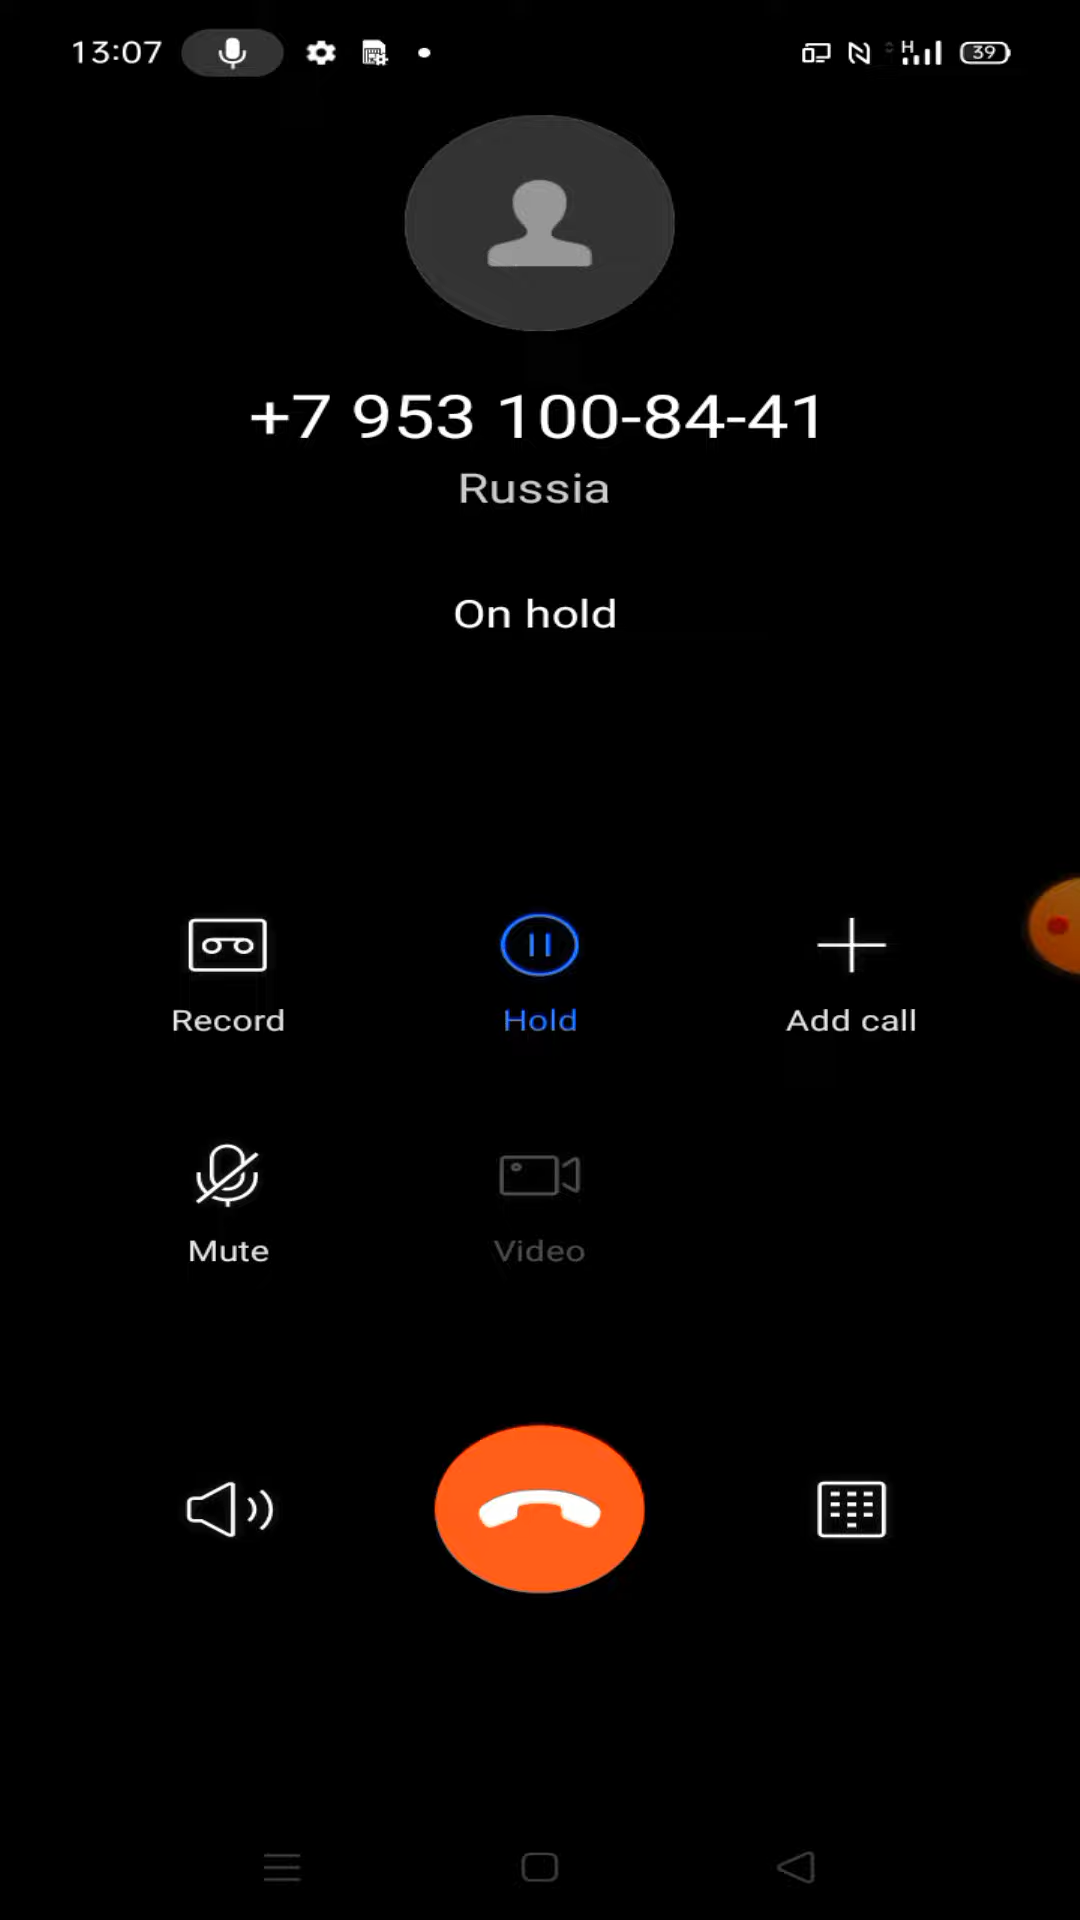 13:07
H
39
+7 953 100-84-41
Russia
On hold
Record
Hold
Add call
Mute
Video